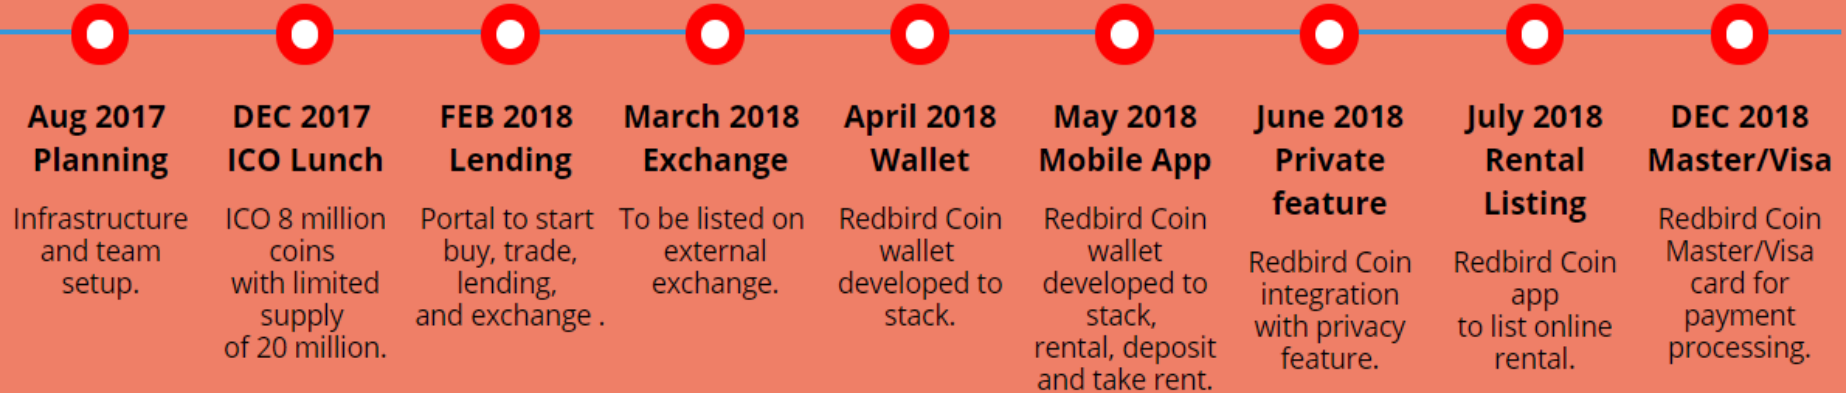 Aug 2017
Planning
Infrastructure
and team
setup.
DEC 2017
ICO Lunch
ICO 8 million
coins
with limited
supply
of 20 million.
FEB 2018
Lending
Portal to start
buy, trade,
lending,
and exchange .
March 2018
Exchange
To be listed on
external
exchange.
April 2018
Wallet
Redbird Coin
wallet
developed to
stack.
May 2018
Mobile App
Redbird Coin
wallet
developed to
stack,
rental, deposit
and take rent.
June 2018
Private
feature
Redbird Coin
integration
with privacy
feature.
July 2018
Rental
Listing
Redbird Coin
app
to list online
rental.
DEC 2018
Master/Visa
Redbird Coin
Master/Visa
card for
payment
processing.